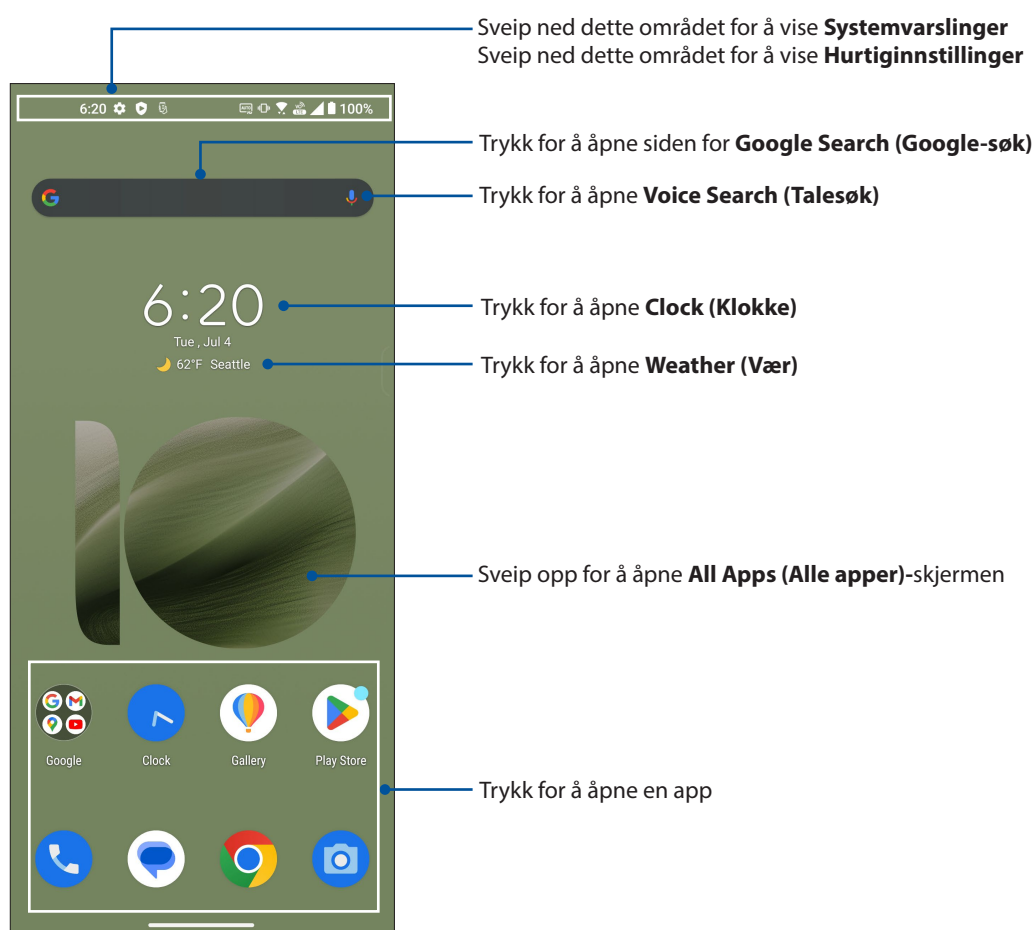 Sveip ned dette området for å vise Systemvarslinger
Sveip ned dette området for å vise Hurtiginnstillinger
6:20 100%
Trykk for å åpne siden for Google Search (Google-søk)
Trykk for å åpne Voice Search (Talesøk)
6:20
Trykk for å åpne Clock (Klokke)
Tue , Jul 4
62°F Seattle
Trykk for å åpne Weather (Vær)
Sveip opp for å åpne All Apps (Alle apper)-skjermen
Google Clock Gallery Play Store
Trykk for å åpne en app